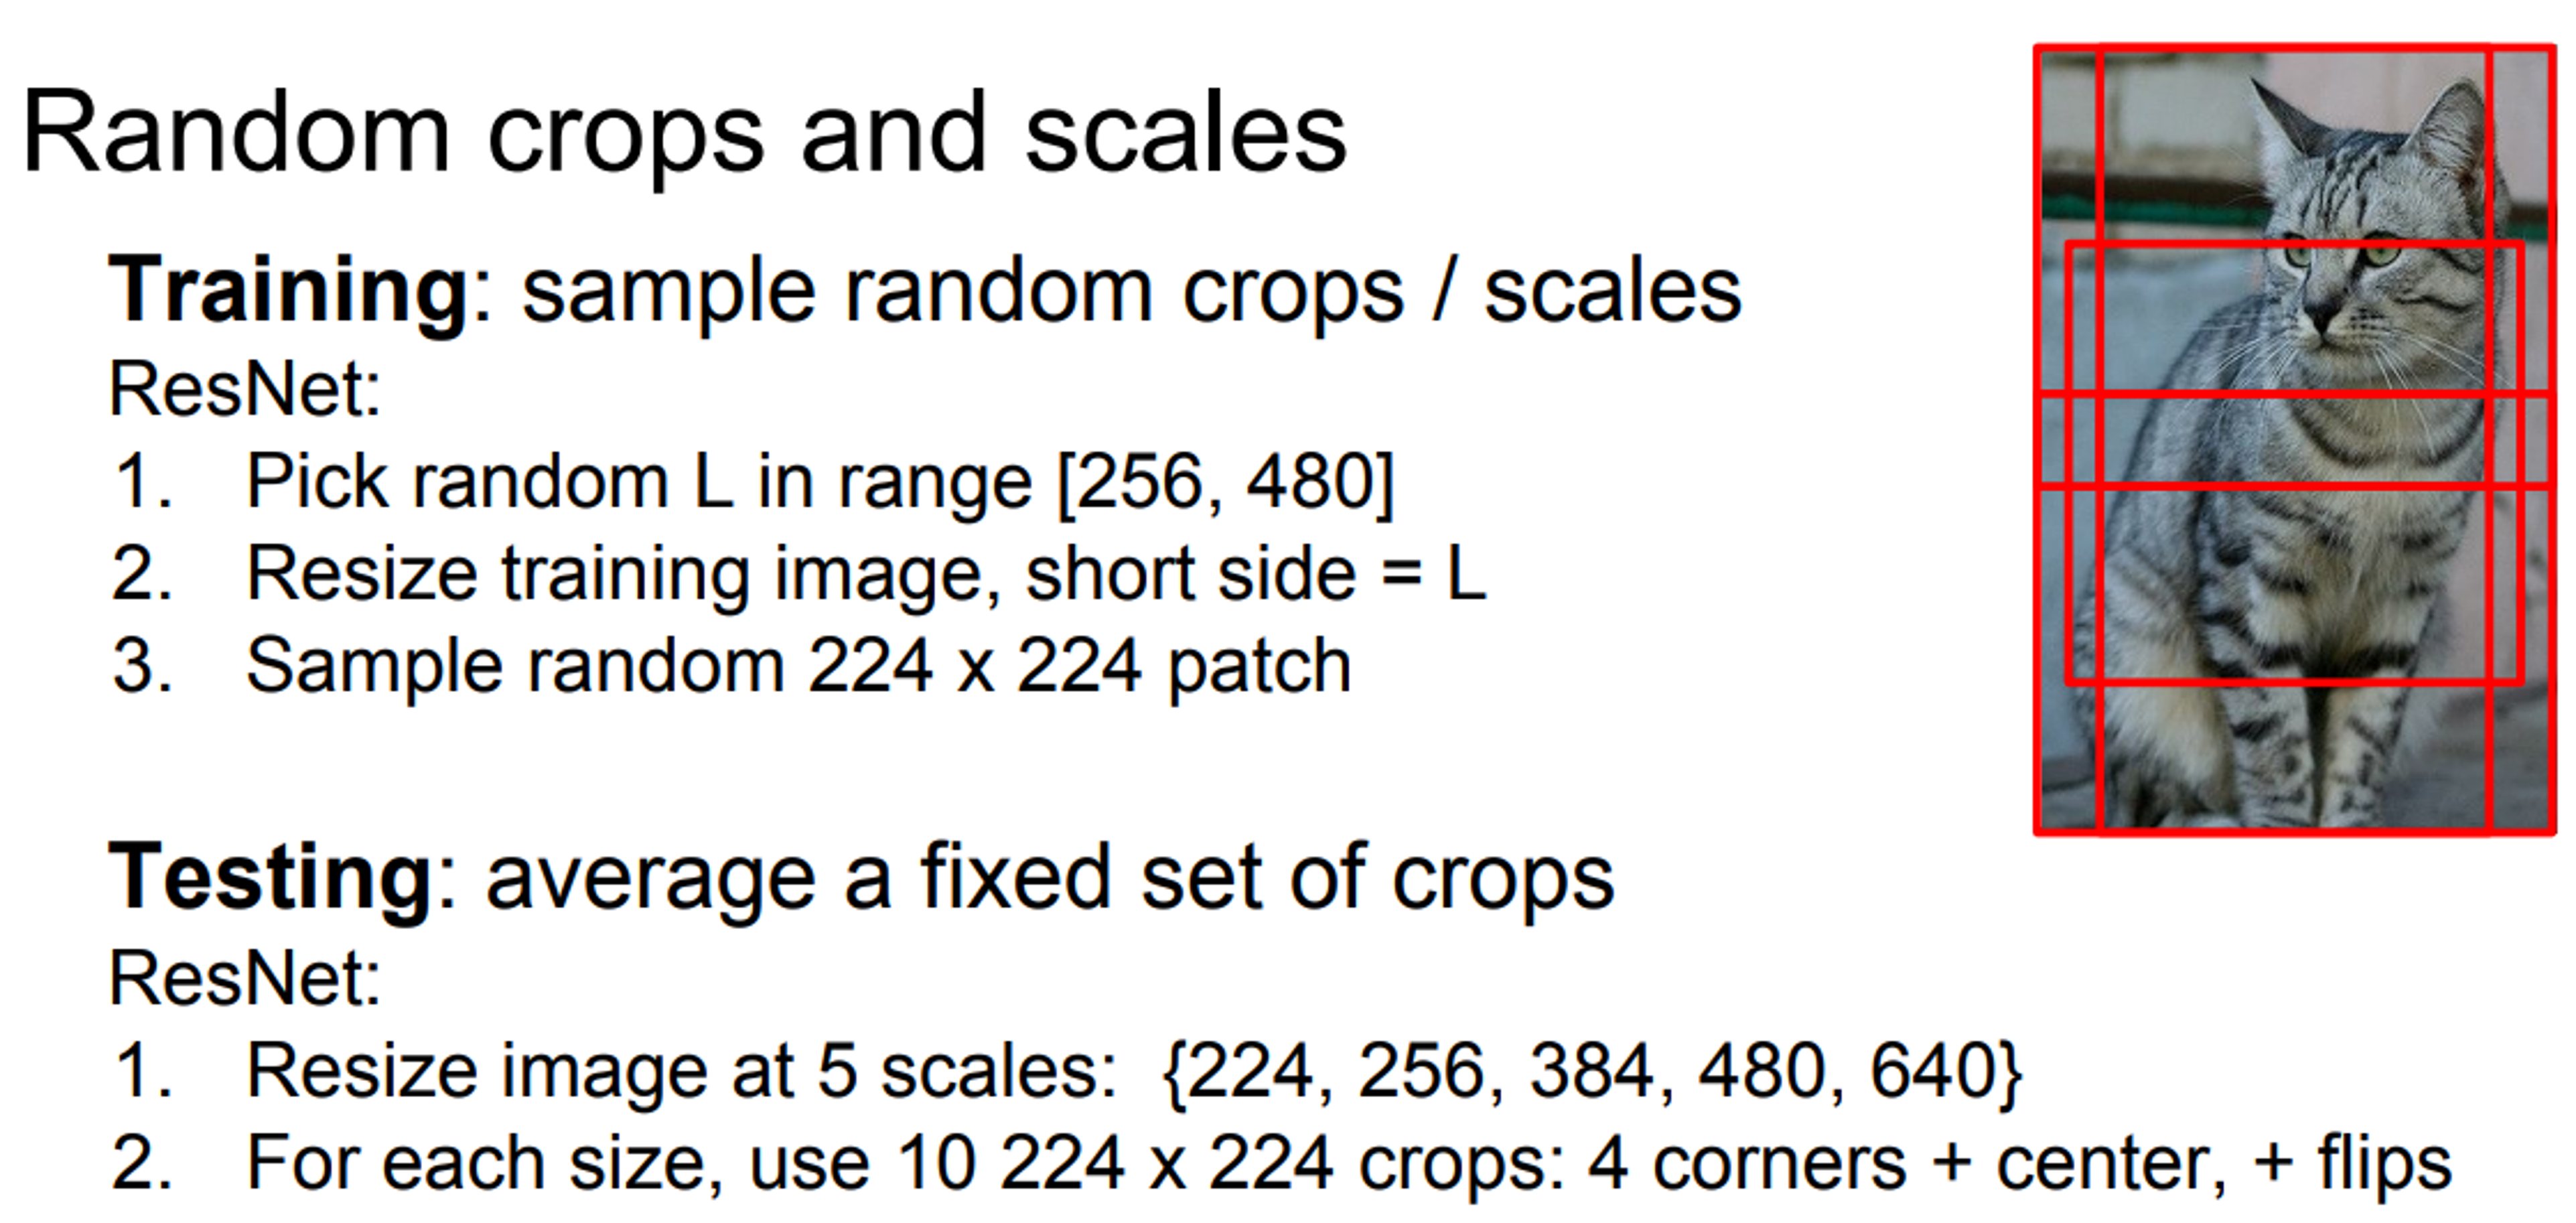 Random crops and scales
Training: sample random crops / scales
ResNet:
1. Pick random L in range [256, 480]
2. Resize training image, short side = L
3. Sample random 224 x 224 patch
Testing: average a fixed set of crops
ResNet:
1. Resize image at 5 scales: {224, 256, 384, 480, 640}
2. For each size, use 10 224 x 224 crops: 4 corners + center, + flips